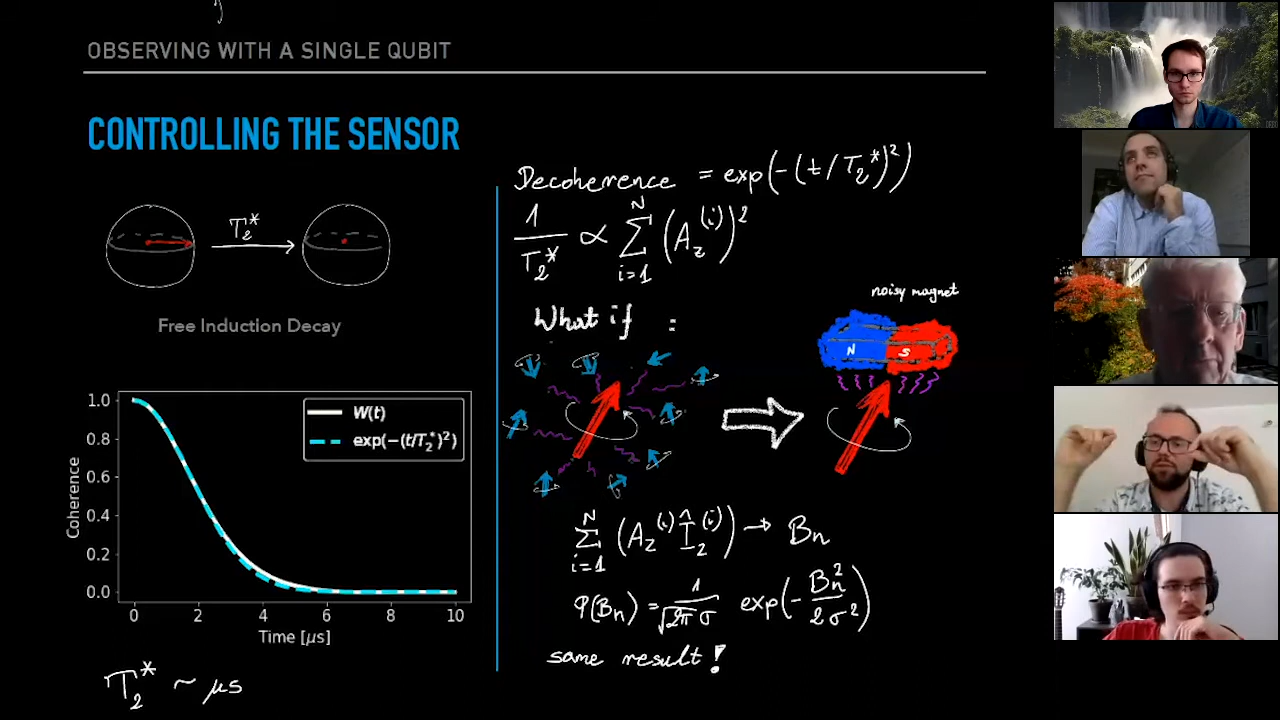 OBSERVING WITH A SINGLE QUBIT
CONTROLLING THE SENSOR
T₂*
Free Induction Decay
W(t)
exp(−(t/T₂*)²)
Coherence
1.0
0.8
0.6
0.4
0.2
0.0
0 2 4 6 8 10
Time [μs]
T₂* ~ μs
Decoherence = exp(-(t/T₂*)²)
1/T₂* ∝ Σ_{i=1}^{N} (A_z^{(i)})²
What if :
noisy magnet
N S
Σ_{i=1}^{N} (A_z^{(i)} Î_z^{(i)}) → Bn
P(Bn) = 1/(√2π σ) exp(-Bn²/2σ²)
same result!